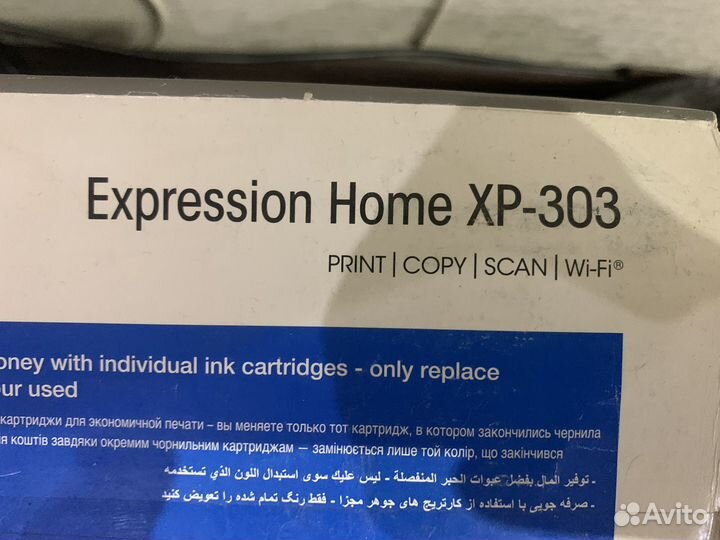 Expression Home XP-303
PRINT | COPY | SCAN | Wi-Fi®
oney with individual ink cartridges - only replace
our used
картриджи для экономичной печати – вы меняете только тот картридж, в котором закончились чернила
коштів завдяки окремим чорнильним картриджам — замінюється лише той колір, що закінчився
- توفير المال بفضل عبوات الحبر المنفصلة - ليس عليك سوى استبدال اللون الذي تستخدمه
- صرفه جویی با استفاده از کارتریج های جوهر مجزا - فقط رنگ تمام شده را تعویض کنید
Avito